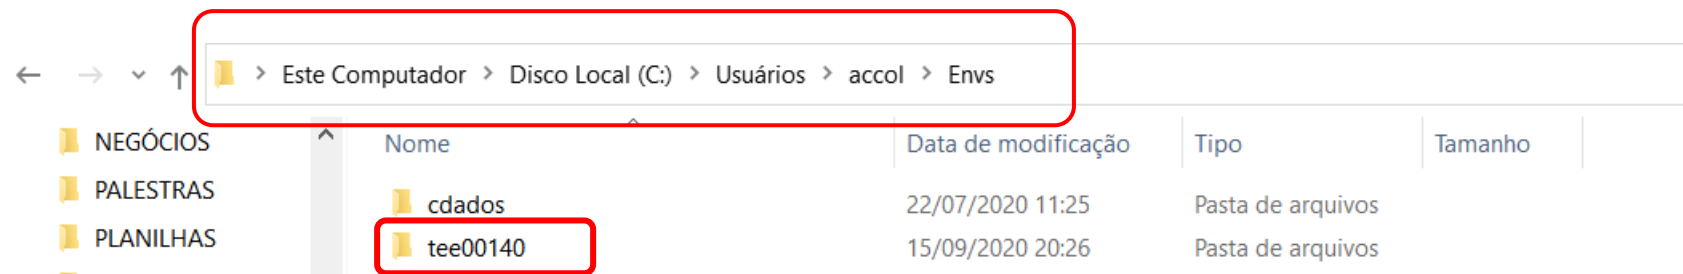 Este Computador > Disco Local (C:) > Usuários > accol > Envs
NEGÓCIOS
PALESTRAS
PLANILHAS
Nome Data de modificação Tipo Tamanho
cdados 22/07/2020 11:25 Pasta de arquivos
tee00140 15/09/2020 20:26 Pasta de arquivos